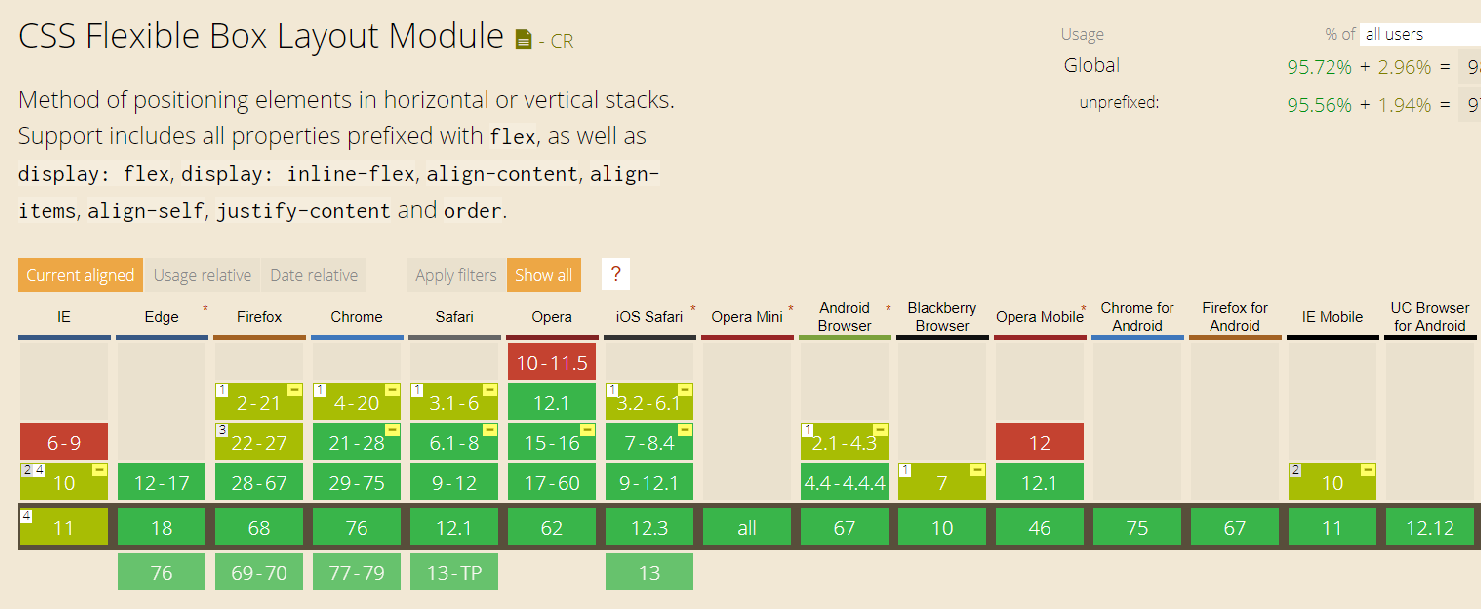 CSS Flexible Box Layout Module - CR
Usage % of all users
Global 95.72% + 2.96% =
unprefixed: 95.56% + 1.94% =
Method of positioning elements in horizontal or vertical stacks.
Support includes all properties prefixed with flex, as well as
display: flex, display: inline-flex, align-content, align-
items, align-self, justify-content and order.
Current aligned Usage relative Date relative Apply filters Show all ?
IE Edge * Firefox Chrome Safari Opera iOS Safari * Opera Mini * Android Browser * Blackberry Browser Opera Mobile * Chrome for Android Firefox for Android IE Mobile UC Browser for Android
10-11.5
1 2-21 1 4-20 1 3.1-6 12.1 1 3.2-6.1
6-9 3 22-27 21-28 6.1-8 15-16 7-8.4 1 2.1-4.3 12
2 4 10 12-17 28-67 29-75 9-12 17-60 9-12.1 4.4-4.4.4 1 7 12.1 2 10
4 11 18 68 76 12.1 62 12.3 all 67 10 46 75 67 11 12.12
76 69-70 77-79 13-TP 13